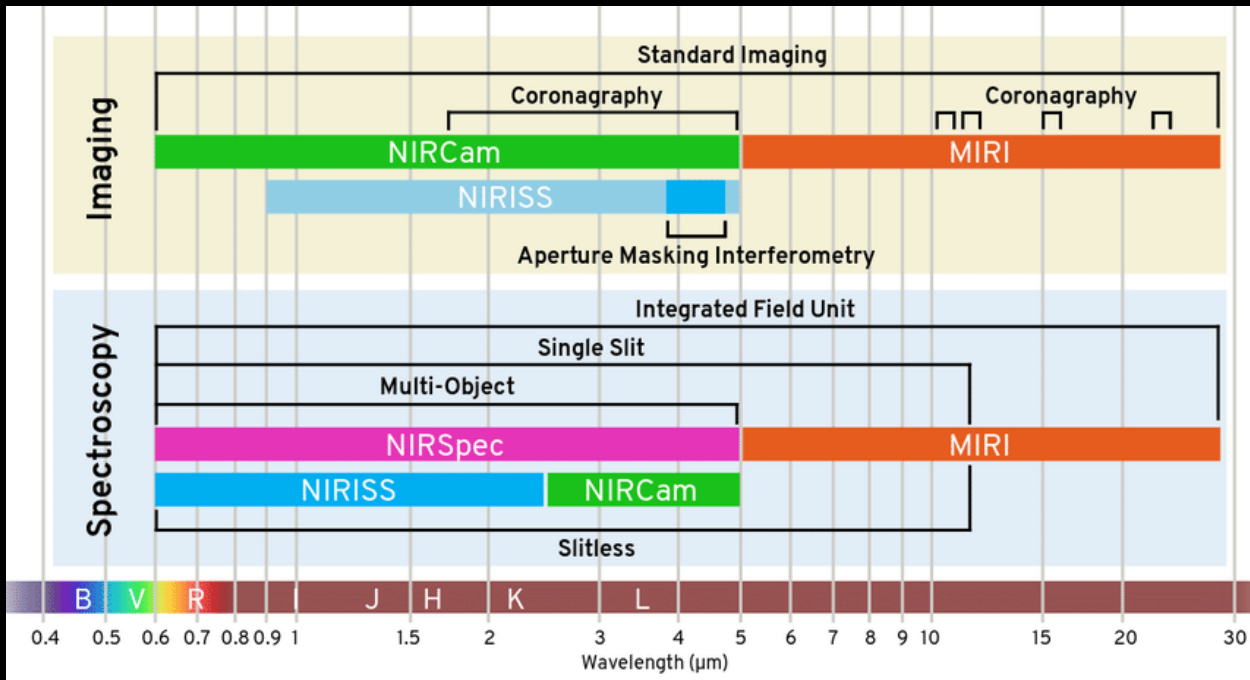 Imaging
Standard Imaging
Coronagraphy
Coronagraphy
NIRCam
MIRI
NIRISS
Aperture Masking Interferometry
Spectroscopy
Integrated Field Unit
Single Slit
Multi-Object
NIRSpec
MIRI
NIRISS
NIRCam
Slitless
B V R I J H K L
0.4 0.5 0.6 0.7 0.8 0.9 1 1.5 2 3 4 5 6 7 8 9 10 15 20 30
Wavelength (µm)